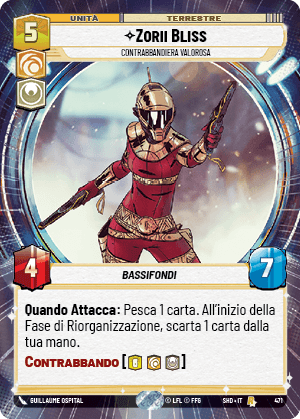 UNITÀ
TERRESTRE
5
ZORII BLISS
CONTRABBANDIERA VALOROSA
4
7
BASSIFONDI
Quando Attacca: Pesca 1 carta. All'inizio della
Fase di Riorganizzazione, scarta 1 carta dalla
tua mano.
CONTRABBANDO [7
GUILLAUME OSPITAL
© LFL © FFG
SHD • IT
471